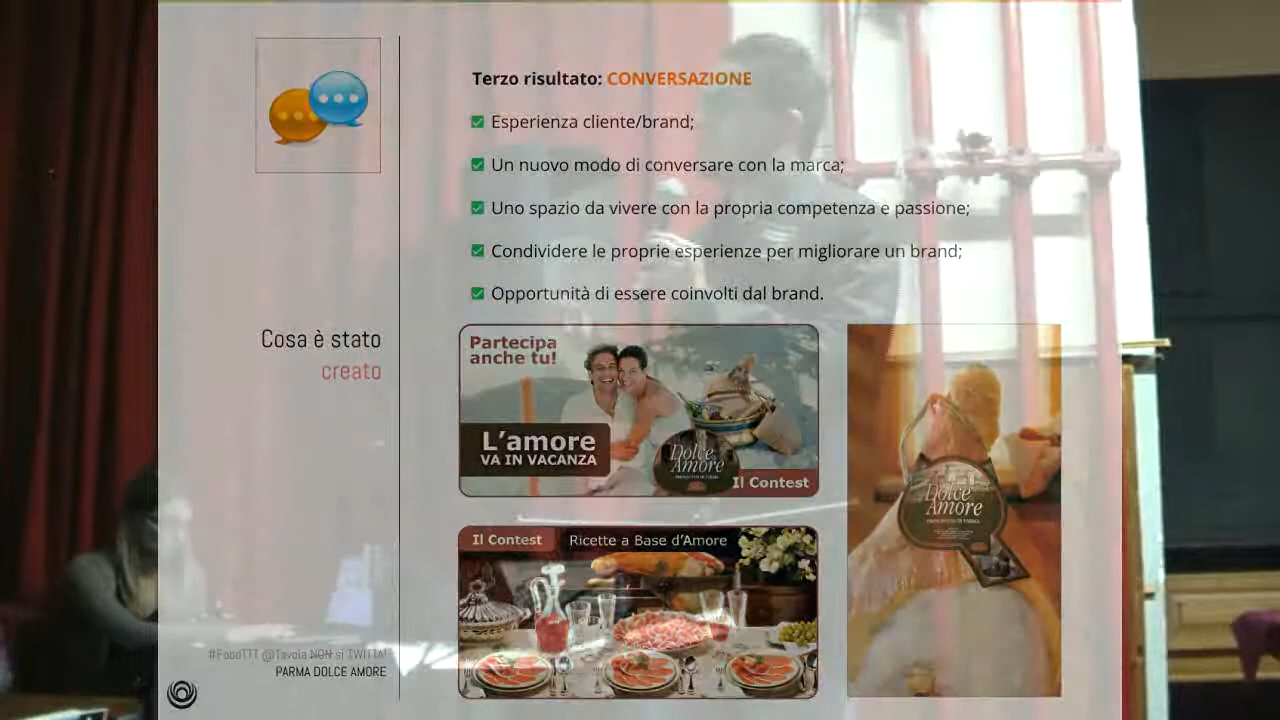 Terzo risultato: CONVERSAZIONE
Esperienza cliente/brand;
Un nuovo modo di conversare con la marca;
Uno spazio da vivere con la propria competenza e passione;
Condividere le proprie esperienze per migliorare un brand;
Opportunità di essere coinvolti dal brand.
Cosa è stato
creato
Partecipa
anche tu!
L'amore
VA IN VACANZA
Dolce
Amore
Il Contest
Dolce
Amore
PROSCIUTTO DI PARMA
Il Contest Ricette a Base d'Amore
#FoodTTT @Tavola NON si TWITTA!
PARMA DOLCE AMORE